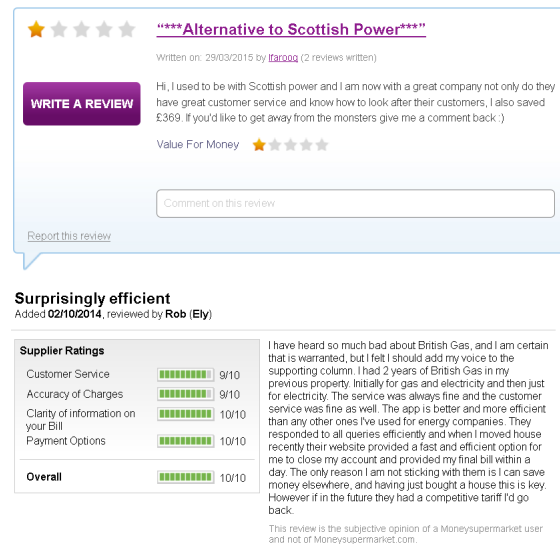 "***Alternative to Scottish Power***"
Written on: 29/03/2015 by lfarooq (2 reviews written)
WRITE A REVIEW
Hi, I used to be with Scottish power and I am now with a great company not only do they
have great customer service and know how to look after their customers, I also saved
£369. If you'd like to get away from the monsters give me a comment back :)
Value For Money
Comment on this review
Report this review
Surprisingly efficient
Added 02/10/2014, reviewed by Rob (Ely)
Supplier Ratings
Customer Service 9/10
Accuracy of Charges 9/10
Clarity of information on
your Bill 10/10
Payment Options 10/10
Overall 10/10
I have heard so much bad about British Gas, and I am certain
that is warranted, but I felt I should add my voice to the
supporting column. I had 2 years of British Gas in my
previous property. Initially for gas and electricity and then just
for electricity. The service was always fine and the customer
service was fine as well. The app is better and more efficient
than any other ones I've used for energy companies. They
responded to all queries efficiently and when I moved house
recently their website provided a fast and efficient option for
me to close my account and provided my final bill within a
day. The only reason I am not sticking with them is I can save
money elsewhere, and having just bought a house this is key.
However if in the future they had a competitive tariff I'd go
back.
This review is the subjective opinion of a Moneysupermarket user
and not of Moneysupermarket.com.